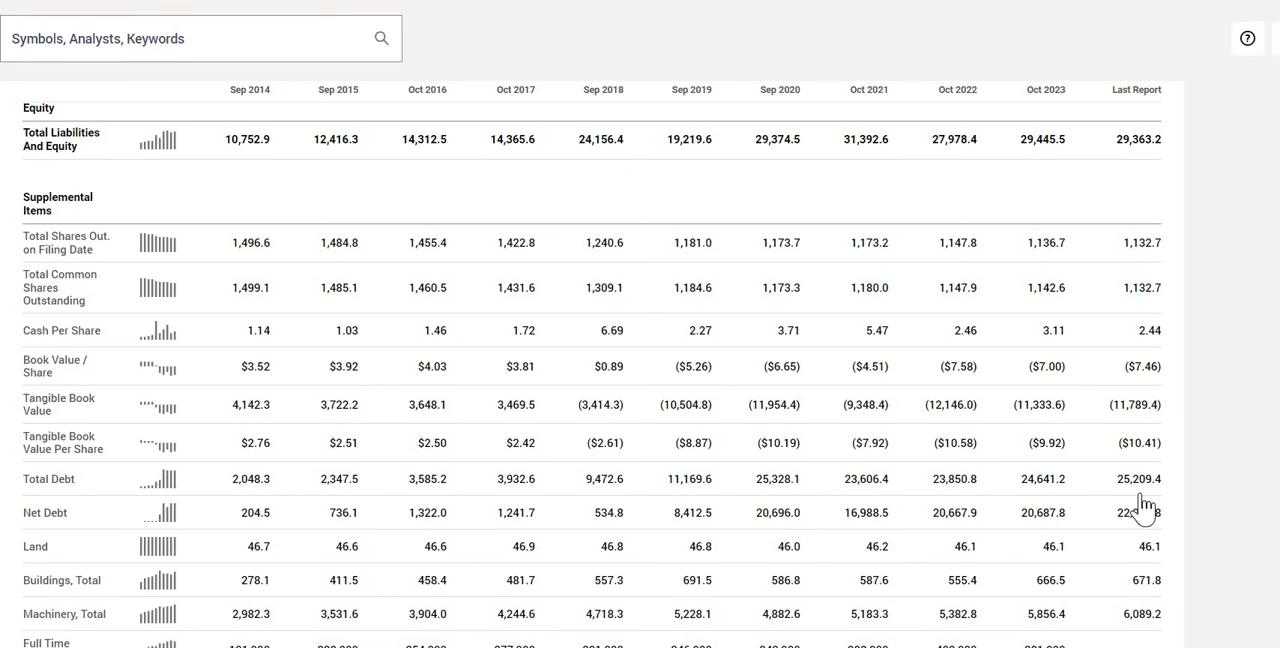 Symbols, Analysts, Keywords
Sep 2014 Sep 2015 Oct 2016 Oct 2017 Sep 2018 Sep 2019 Sep 2020 Oct 2021 Oct 2022 Oct 2023 Last Report
Equity
Total Liabilities
And Equity 10,752.9 12,416.3 14,312.5 14,365.6 24,156.4 19,219.6 29,374.5 31,392.6 27,978.4 29,445.5 29,363.2
Supplemental
Items
Total Shares Out.
on Filing Date 1,496.6 1,484.8 1,455.4 1,422.8 1,240.6 1,181.0 1,173.7 1,173.2 1,147.8 1,136.7 1,132.7
Total Common
Shares
Outstanding 1,499.1 1,485.1 1,460.5 1,431.6 1,309.1 1,184.6 1,173.3 1,180.0 1,147.9 1,142.6 1,132.7
Cash Per Share 1.14 1.03 1.46 1.72 6.69 2.27 3.71 5.47 2.46 3.11 2.44
Book Value /
Share $3.52 $3.92 $4.03 $3.81 $0.89 ($5.26) ($6.65) ($4.51) ($7.58) ($7.00) ($7.46)
Tangible Book
Value 4,142.3 3,722.2 3,648.1 3,469.5 (3,414.3) (10,504.8) (11,954.4) (9,348.4) (12,146.0) (11,333.6) (11,789.4)
Tangible Book
Value Per Share $2.76 $2.51 $2.50 $2.42 ($2.61) ($8.87) ($10.19) ($7.92) ($10.58) ($9.92) ($10.41)
Total Debt 2,048.3 2,347.5 3,585.2 3,932.6 9,472.6 11,169.6 25,328.1 23,606.4 23,850.8 24,641.2 25,209.4
Net Debt 204.5 736.1 1,322.0 1,241.7 534.8 8,412.5 20,696.0 16,988.5 20,667.9 20,687.8
Land 46.7 46.6 46.6 46.9 46.8 46.8 46.0 46.2 46.1 46.1 46.1
Buildings, Total 278.1 411.5 458.4 481.7 557.3 691.5 586.8 587.6 555.4 666.5 671.8
Machinery, Total 2,982.3 3,531.6 3,904.0 4,244.6 4,718.3 5,228.1 4,882.6 5,183.3 5,382.8 5,856.4 6,089.2
Full Time